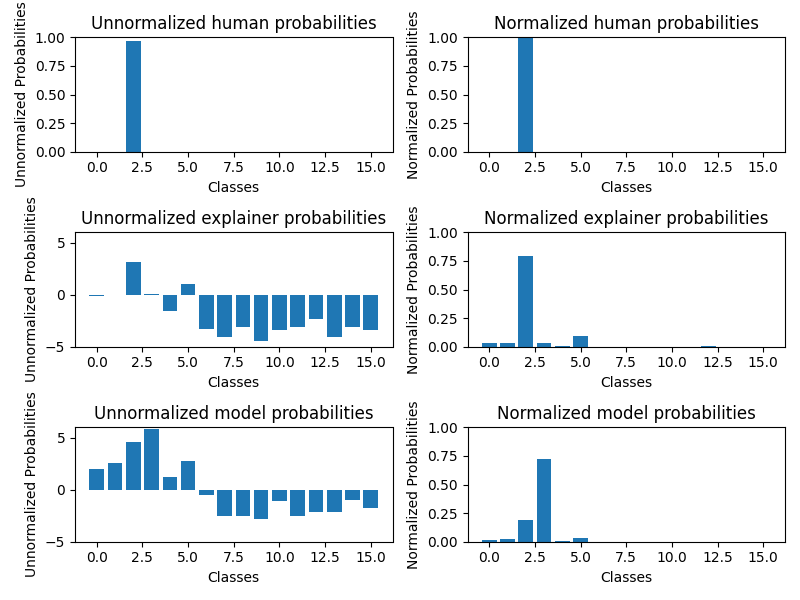 Unnormalized human probabilities
Unnormalized Probabilities
1.00
0.75
0.50
0.25
0.00
0.0 2.5 5.0 7.5 10.0 12.5 15.0
Classes
Normalized human probabilities
Normalized Probabilities
1.00
0.75
0.50
0.25
0.00
0.0 2.5 5.0 7.5 10.0 12.5 15.0
Classes
Unnormalized explainer probabilities
Unnormalized Probabilities
5
0
−5
0.0 2.5 5.0 7.5 10.0 12.5 15.0
Classes
Normalized explainer probabilities
Normalized Probabilities
1.00
0.75
0.50
0.25
0.00
0.0 2.5 5.0 7.5 10.0 12.5 15.0
Classes
Unnormalized model probabilities
Unnormalized Probabilities
5
0
−5
0.0 2.5 5.0 7.5 10.0 12.5 15.0
Classes
Normalized model probabilities
Normalized Probabilities
1.00
0.75
0.50
0.25
0.00
0.0 2.5 5.0 7.5 10.0 12.5 15.0
Classes